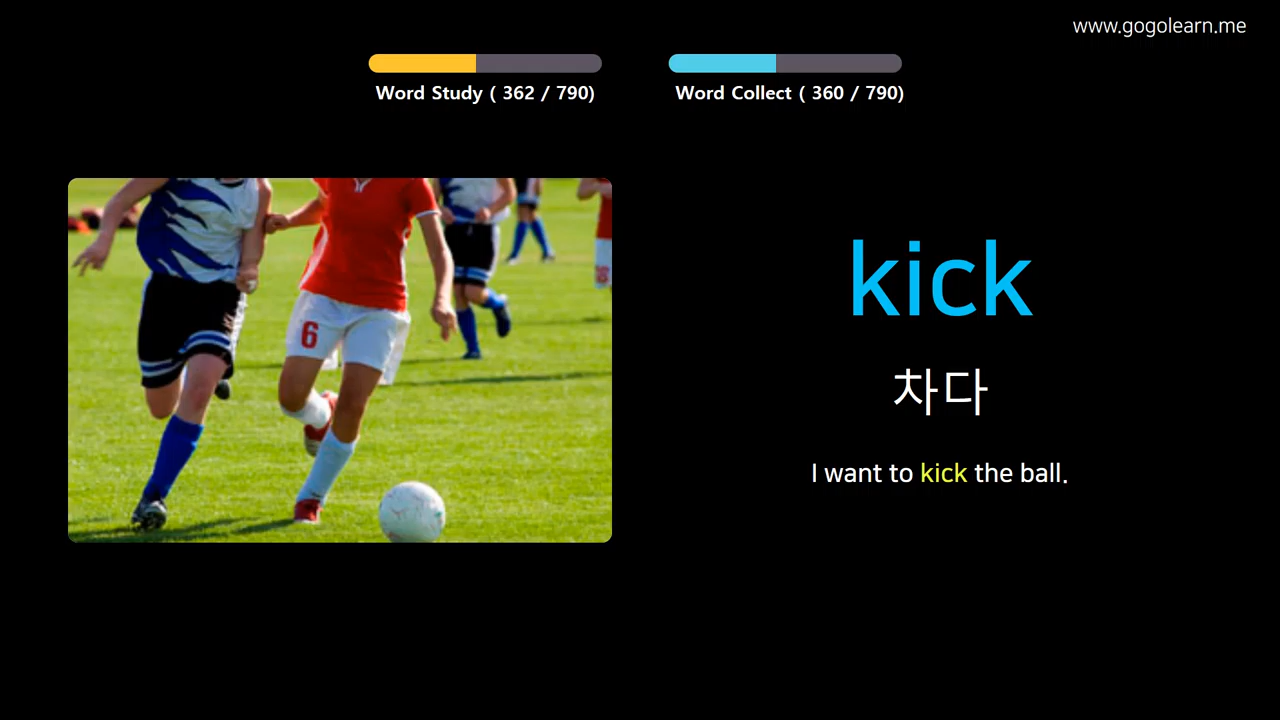 www.gogolearn.me
Word Study ( 362 / 790)
Word Collect ( 360 / 790)
6
kick
차다
I want to kick the ball.